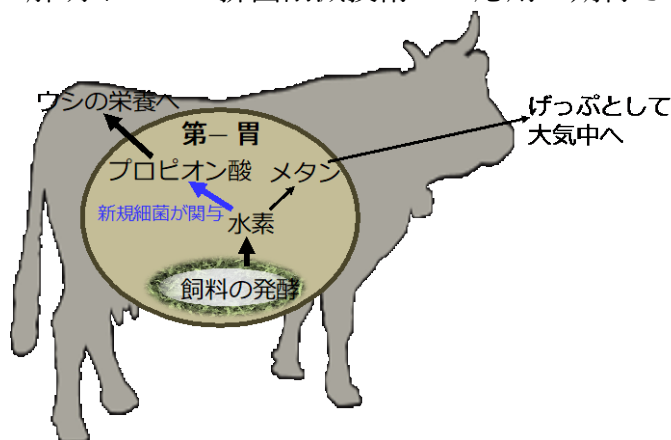 ウシの栄養へ
げっぷとして
大気中へ
第一胃
プロピオン酸
メタン
新規細菌が関与
水素
飼料の発酵